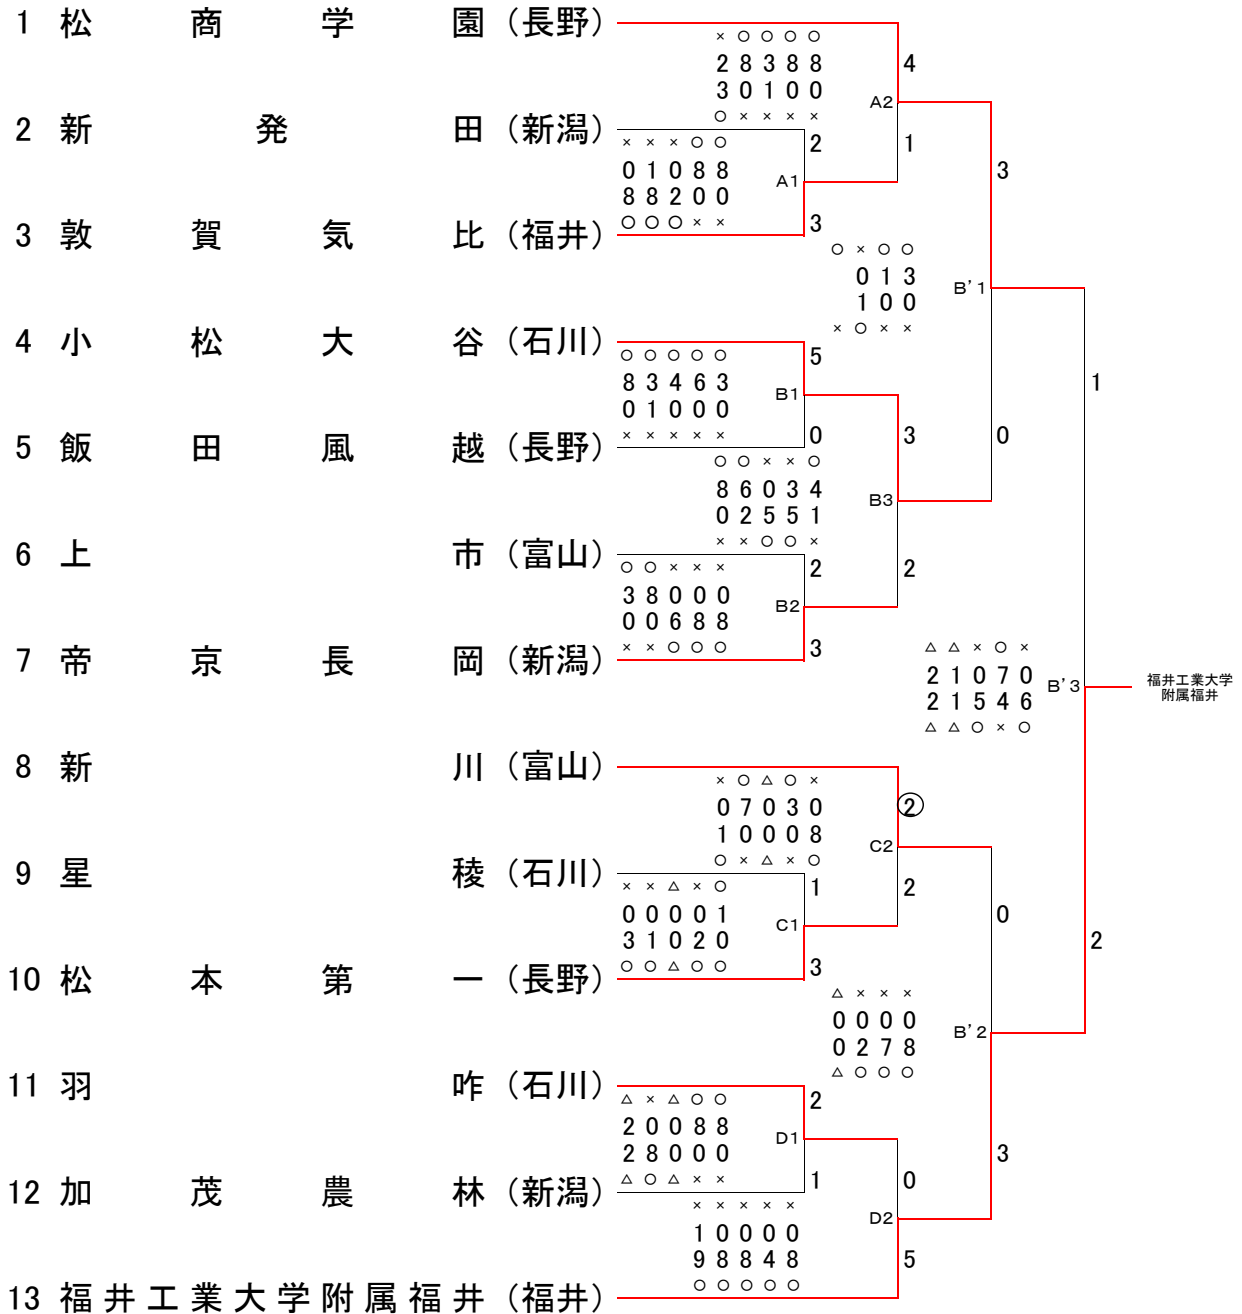 1 松商学園（長野）
× ○ ○ ○ ○
2 8 3 8 8
3 0 1 0 0
○ × × × ×
4
A2
1
2 新発田（新潟）
× × × ○ ○
0 1 0 8 8
8 8 2 0 0
○ ○ ○ × ×
2
A1
3
3 敦賀気比（福井）
3
○ × ○ ○
0 1 3
1 0 0
× ○ × ×
B'1
0
4 小松大谷（石川）
○ ○ ○ ○ ○
8 3 4 6 3
0 1 0 0 0
× × × × ×
5
B1
0
5 飯田風越（長野）
○ ○ × × ○
8 6 0 3 4
0 2 5 5 1
× × ○ ○ ×
3
B3
2
6 上市（富山）
○ ○ × × ×
3 8 0 0 0
0 0 6 8 8
× × ○ ○ ○
2
B2
3
7 帝京長岡（新潟）
1
△ △ × ○ ×
2 1 0 7 0
2 1 5 4 6
△ △ ○ × ○
B'3
2
福井工業大学
附属福井
8 新川（富山）
× ○ △ ○ ×
0 7 0 3 0
1 0 0 0 8
○ × △ × ○
②
C2
2
9 星稜（石川）
× × △ × ○
0 0 0 0 1
3 1 0 2 0
○ ○ △ ○ ○
1
C1
3
10 松本第一（長野）
0
△ × × ×
0 0 0 0
0 2 7 8
△ ○ ○ ○
B'2
3
11 羽咋（石川）
△ × △ ○ ○
2 0 0 8 8
2 8 0 0 0
△ ○ △ × ×
2
D1
1
12 加茂農林（新潟）
× × × × ×
1 0 0 0 0
9 8 8 4 8
○ ○ ○ ○ ○
0
D2
5
13 福井工業大学附属福井（福井）